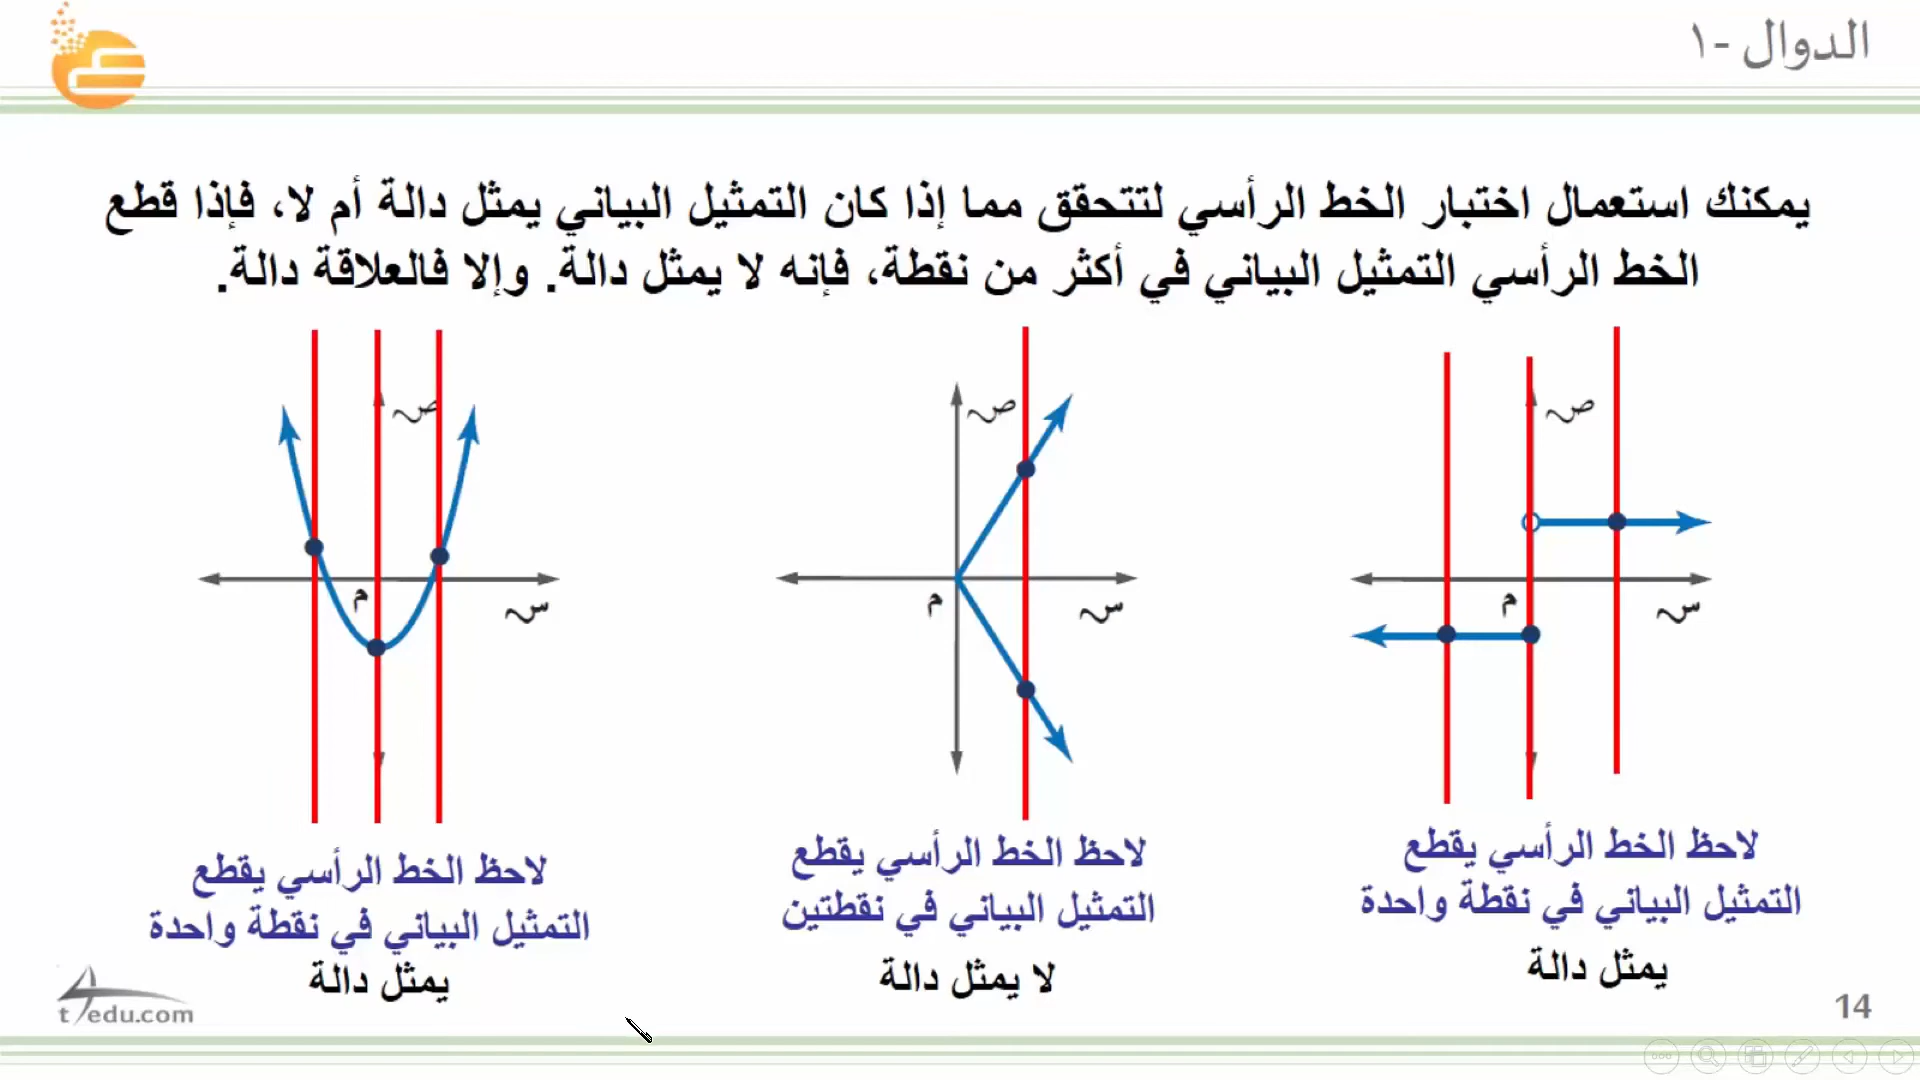 الدوال -١
يمكنك استعمال اختبار الخط الرأسي لتتحقق مما إذا كان التمثيل البياني يمثل دالة أم لا، فإذا قطع
الخط الرأسي التمثيل البياني في أكثر من نقطة، فإنه لا يمثل دالة. وإلا فالعلاقة دالة.
ص
س
م
ص
س
م
ص
س
م
لاحظ الخط الرأسي يقطع
التمثيل البياني في نقطة واحدة
يمثل دالة
لاحظ الخط الرأسي يقطع
التمثيل البياني في نقطتين
لا يمثل دالة
لاحظ الخط الرأسي يقطع
التمثيل البياني في نقطة واحدة
يمثل دالة
t4edu.com
14